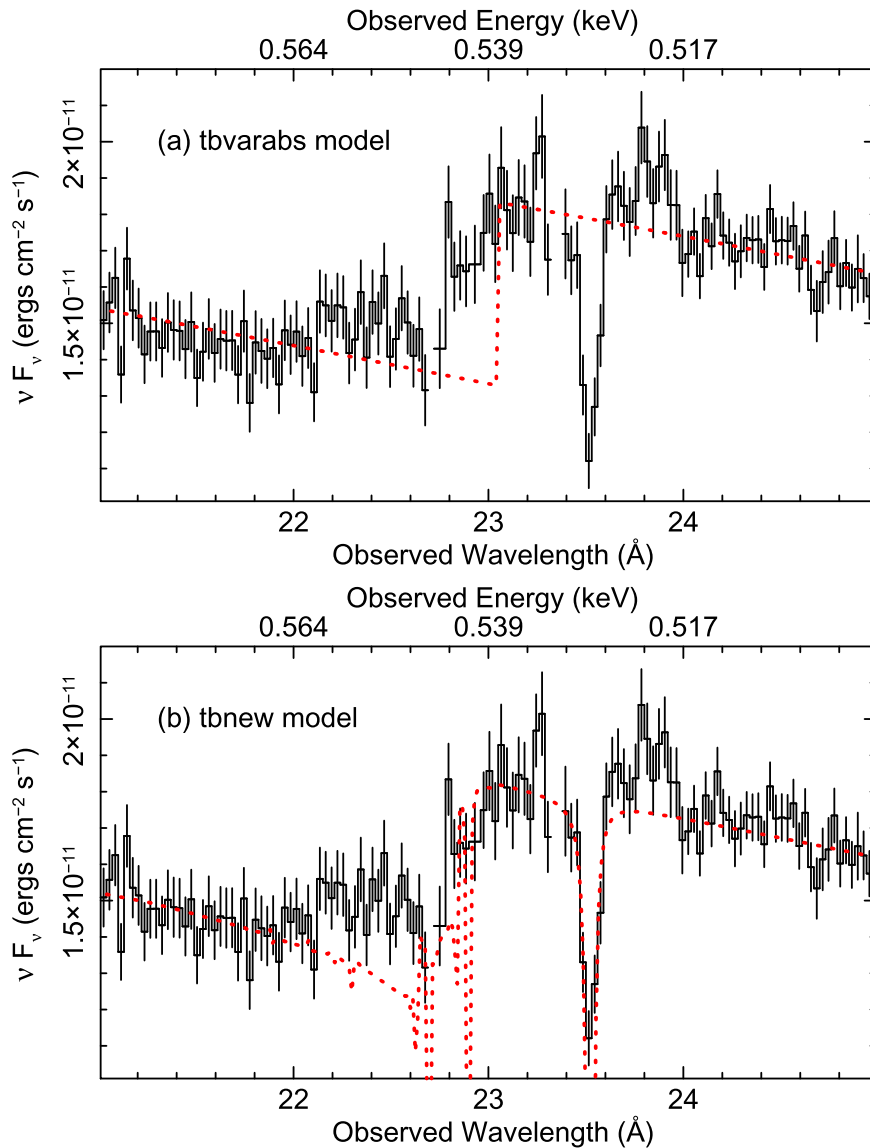 Observed Energy (keV)
0.564 0.539 0.517
(a) tbvarabs model
2×10⁻¹¹
1.5×10⁻¹¹
ν Fᵥ (ergs cm⁻² s⁻¹)
22 23 24
Observed Wavelength (Å)
Observed Energy (keV)
0.564 0.539 0.517
(b) tbnew model
2×10⁻¹¹
1.5×10⁻¹¹
ν Fᵥ (ergs cm⁻² s⁻¹)
22 23 24
Observed Wavelength (Å)